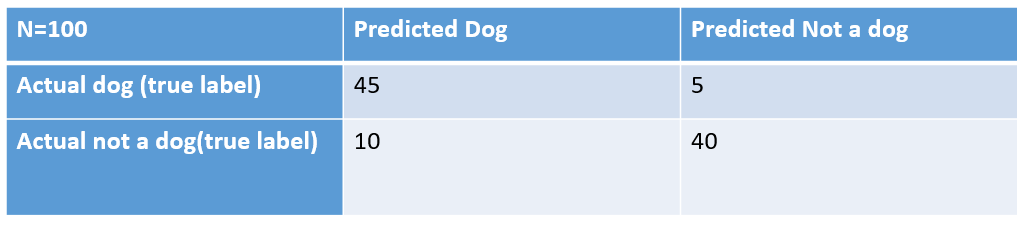 N=100 Predicted Dog Predicted Not a dog
Actual dog (true label) 45 5
Actual not a dog(true label) 10 40